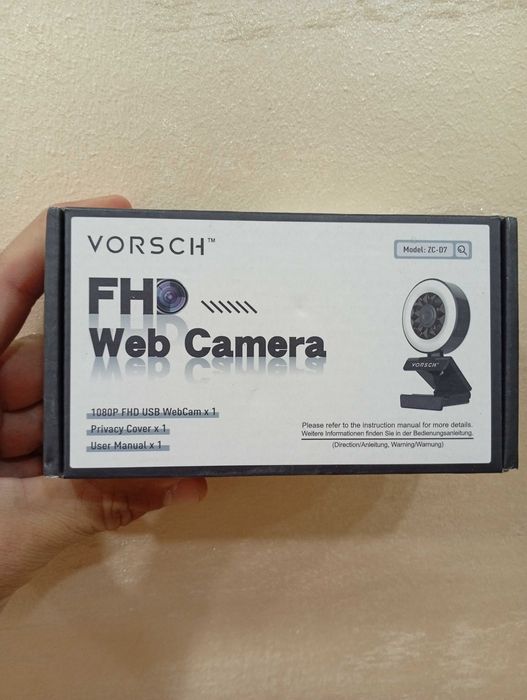 VORSCH™
Model: ZC-D7
FHD
Web Camera
VORSCH™
1080P FHD USB WebCam x 1
Privacy Cover x 1
User Manual x 1
Please refer to the instruction manual for more details.
Weitere Informationen finden Sie in der Bedienungsanleitung.
(Direction/Anleitung, Warning/Warnung)